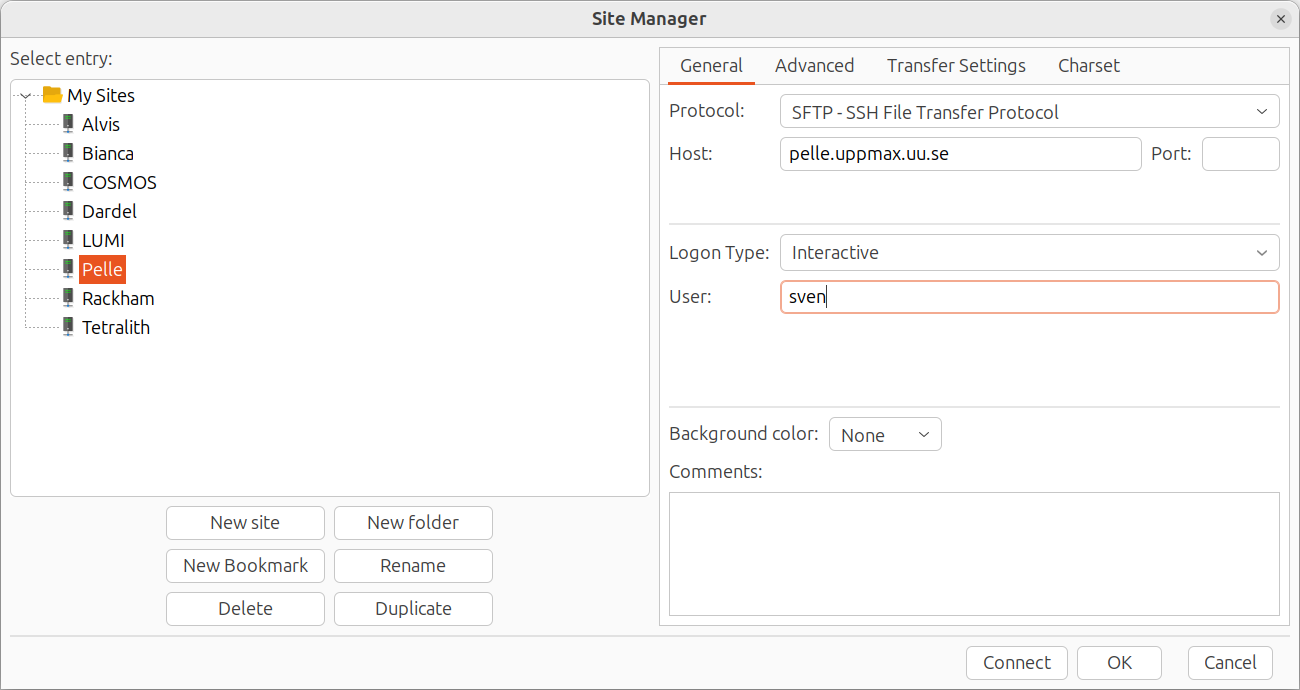 Site Manager
Select entry:
My Sites
Alvis
Bianca
COSMOS
Dardel
LUMI
Pelle
Rackham
Tetralith
New site New folder
New Bookmark Rename
Delete Duplicate
General Advanced Transfer Settings Charset
Protocol: SFTP - SSH File Transfer Protocol
Host: pelle.uppmax.uu.se Port:
Logon Type: Interactive
User: sven
Background color: None
Comments:
Connect OK Cancel